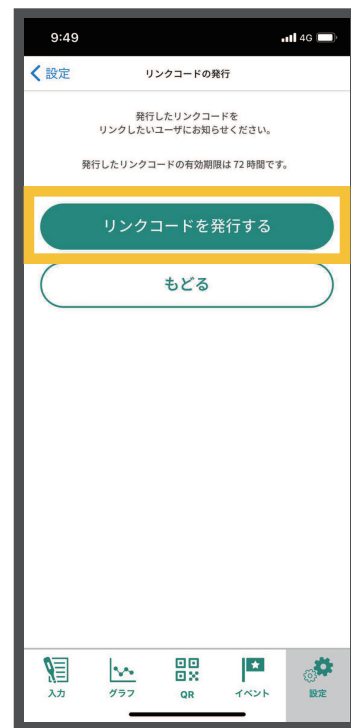 9:49
4G
設定
リンクコードの発行
発行したリンクコードを
リンクしたいユーザにお知らせください。
発行したリンクコードの有効期限は72時間です。
リンクコードを発行する
もどる
入力
グラフ
QR
イベント
設定